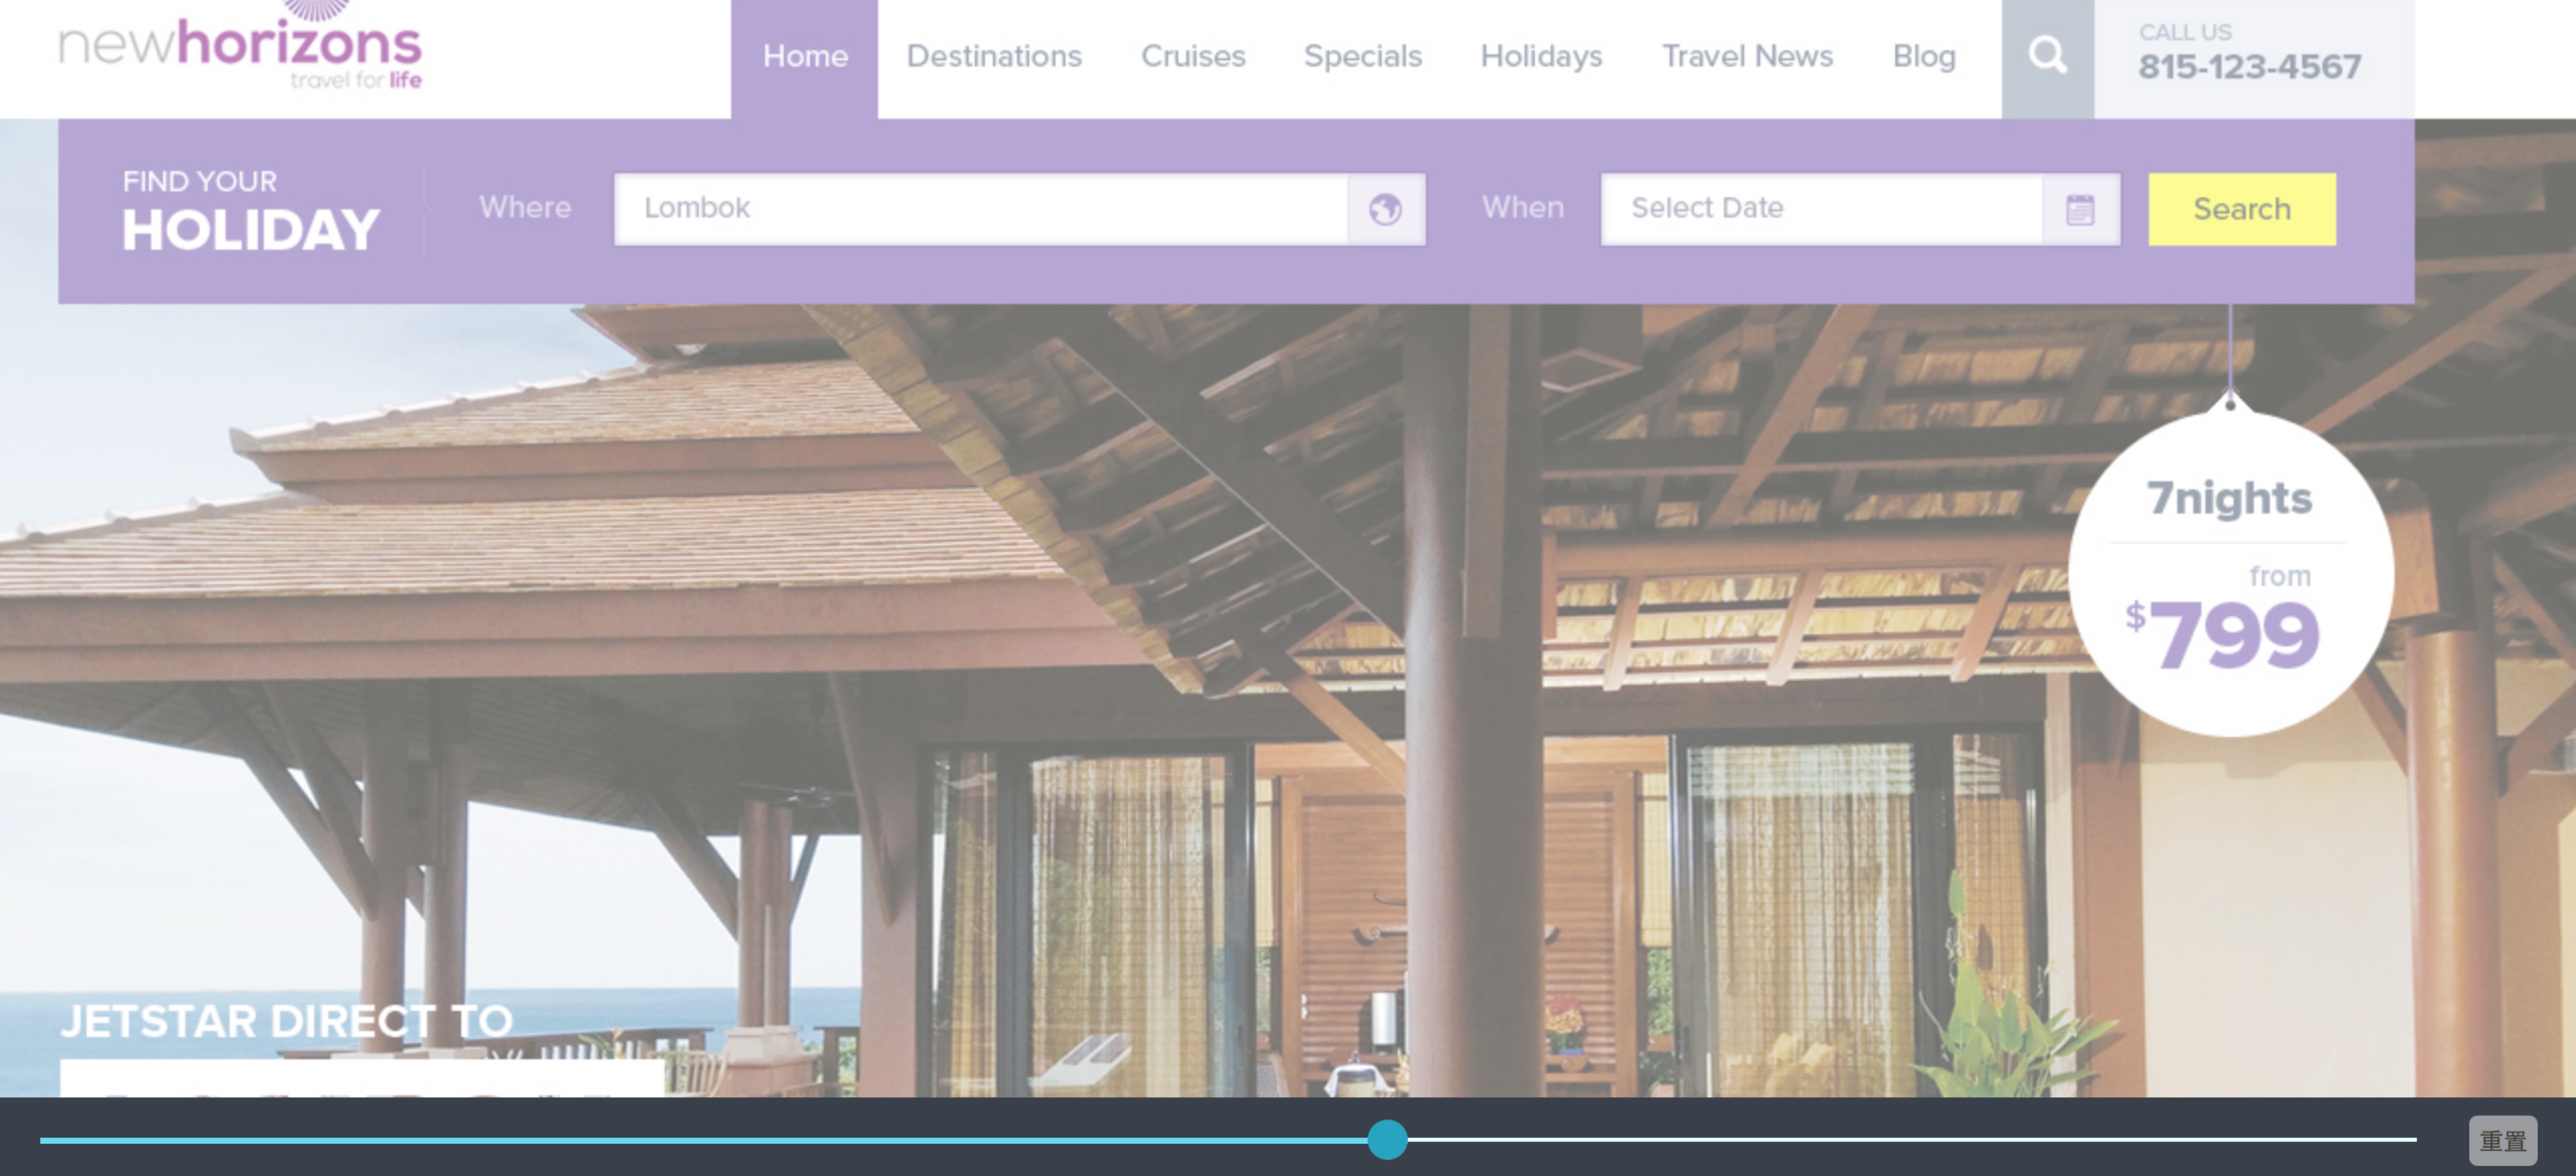 newhorizons
travel for life
Home
Destinations
Cruises
Specials
Holidays
Travel News
Blog
CALL US
815-123-4567
FIND YOUR
HOLIDAY
Where
Lombok
When
Select Date
Search
7nights
from
$799
JETSTAR DIRECT TO
重置